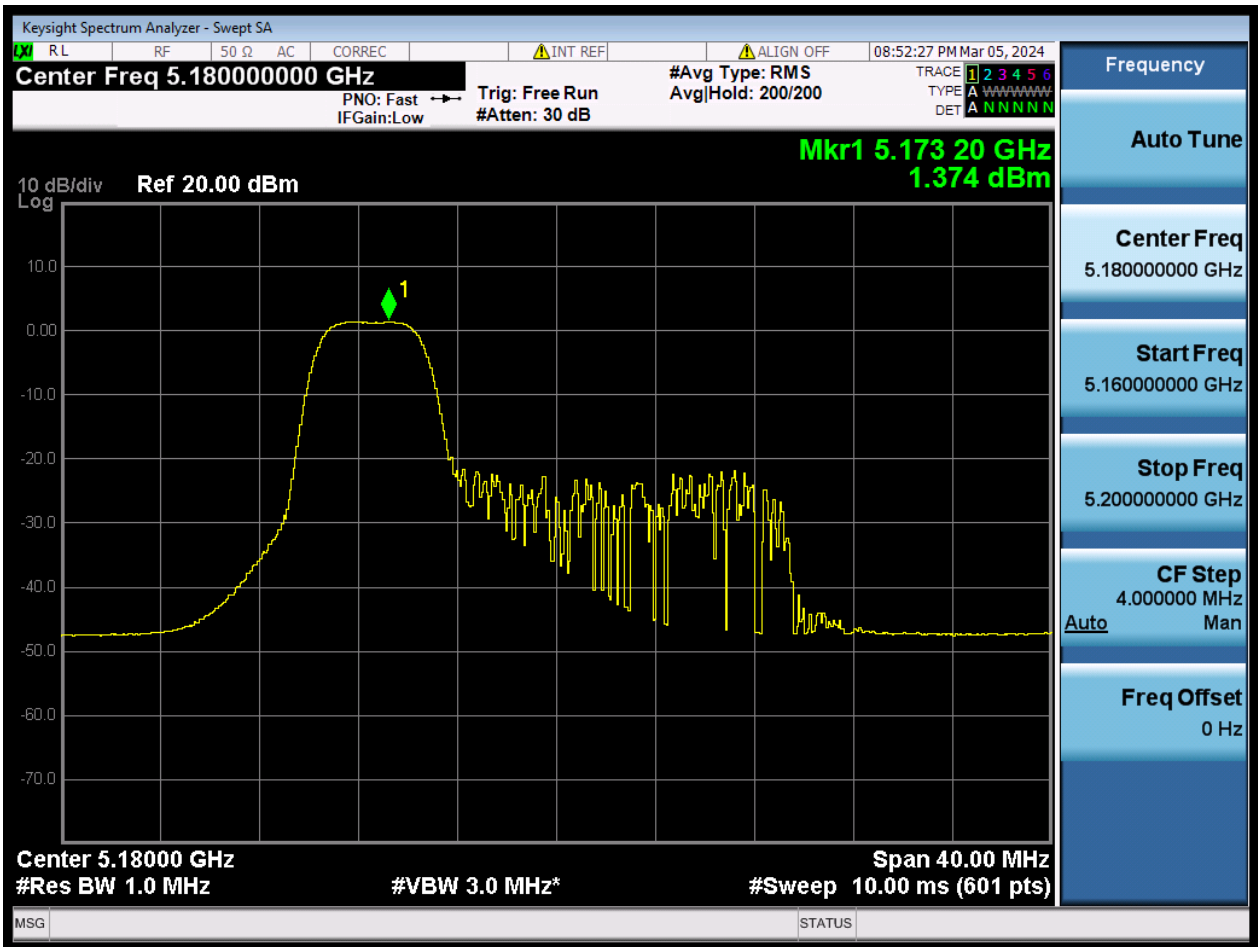 Keysight Spectrum Analyzer - Swept SA
LXI RL RF 50 Ω AC CORREC INT REF ALIGN OFF 08:52:27 PM Mar 05, 2024
Center Freq 5.180000000 GHz
PNO: Fast
IFGain:Low
Trig: Free Run
#Atten: 30 dB
#Avg Type: RMS
Avg|Hold: 200/200
TRACE 1 2 3 4 5 6
TYPE A WWWWW
DET A N N N N N
Mkr1 5.173 20 GHz
1.374 dBm
10 dB/div Ref 20.00 dBm
Log
10.0
0.00
-10.0
-20.0
-30.0
-40.0
-50.0
-60.0
-70.0
1
Center 5.18000 GHz
Span 40.00 MHz
#Res BW 1.0 MHz
#VBW 3.0 MHz*
#Sweep 10.00 ms (601 pts)
MSG
STATUS
Frequency
Auto Tune
Center Freq
5.180000000 GHz
Start Freq
5.160000000 GHz
Stop Freq
5.200000000 GHz
CF Step
4.000000 MHz
Auto Man
Freq Offset
0 Hz